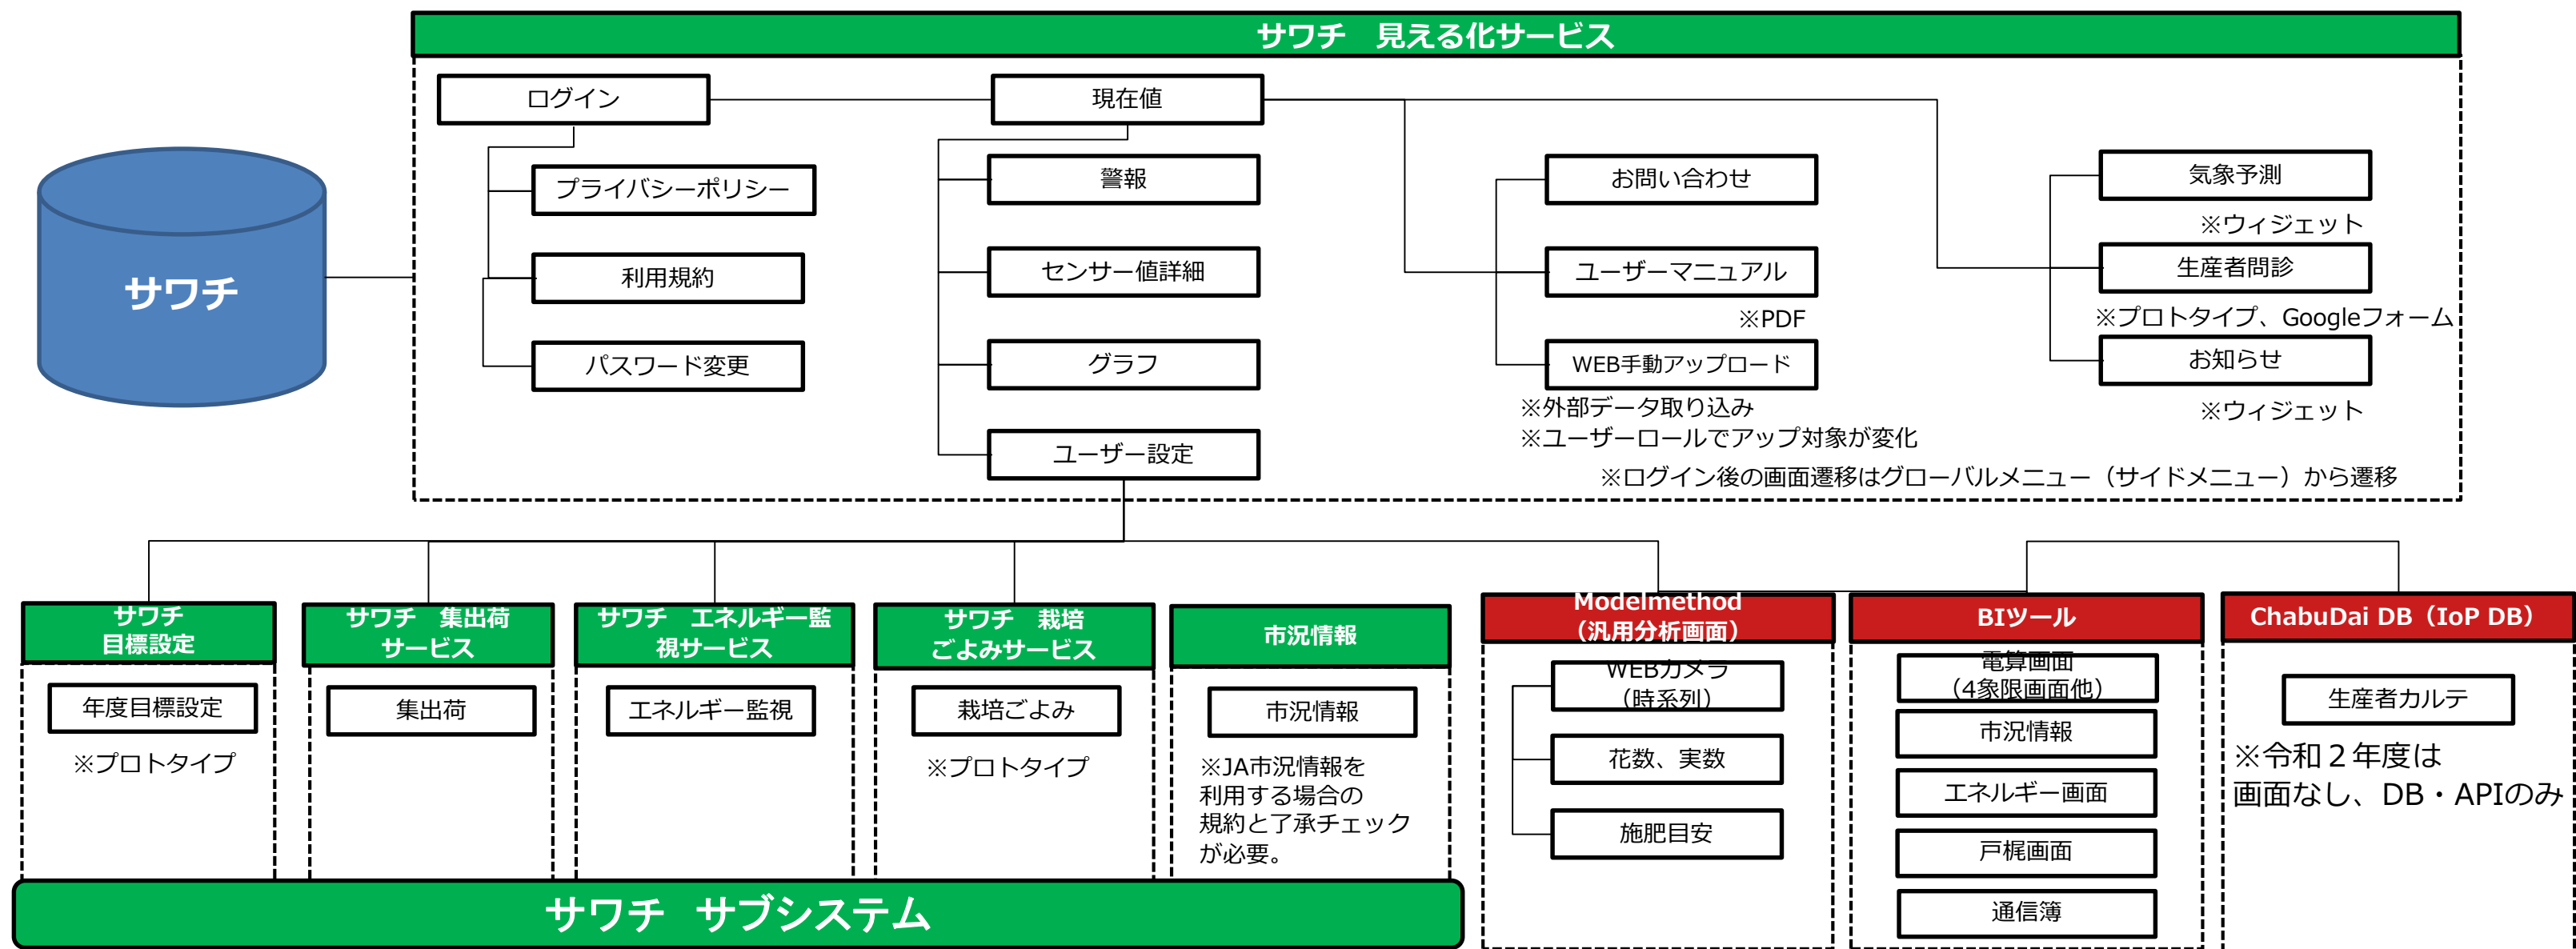 サワチ　見える化サービス
ログイン
現在値
プライバシーポリシー
利用規約
パスワード変更
警報
センサー値詳細
グラフ
ユーザー設定
お問い合わせ
ユーザーマニュアル
※PDF
WEB手動アップロード
※外部データ取り込み
※ユーザーロールでアップ対象が変化
気象予測
※ウィジェット
生産者問診
※プロトタイプ、Googleフォーム
お知らせ
※ウィジェット
※ログイン後の画面遷移はグローバルメニュー（サイドメニュー）から遷移
サワチ
サワチ
目標設定
年度目標設定
※プロトタイプ
サワチ　集出荷
サービス
集出荷
サワチ　エネルギー監
視サービス
エネルギー監視
サワチ　栽培
ごよみサービス
栽培ごよみ
※プロトタイプ
市況情報
市況情報
※JA市況情報を
利用する場合の
規約と了承チェック
が必要。
サワチ　サブシステム
Modelmethod
（汎用分析画面）
WEBカメラ
（時系列）
花数、実数
施肥目安
BIツール
電算画面
（4象限画面他）
市況情報
エネルギー画面
戸梶画面
通信簿
ChabuDai DB（IoP DB）
生産者カルテ
※令和２年度は
画面なし、DB・APIのみ